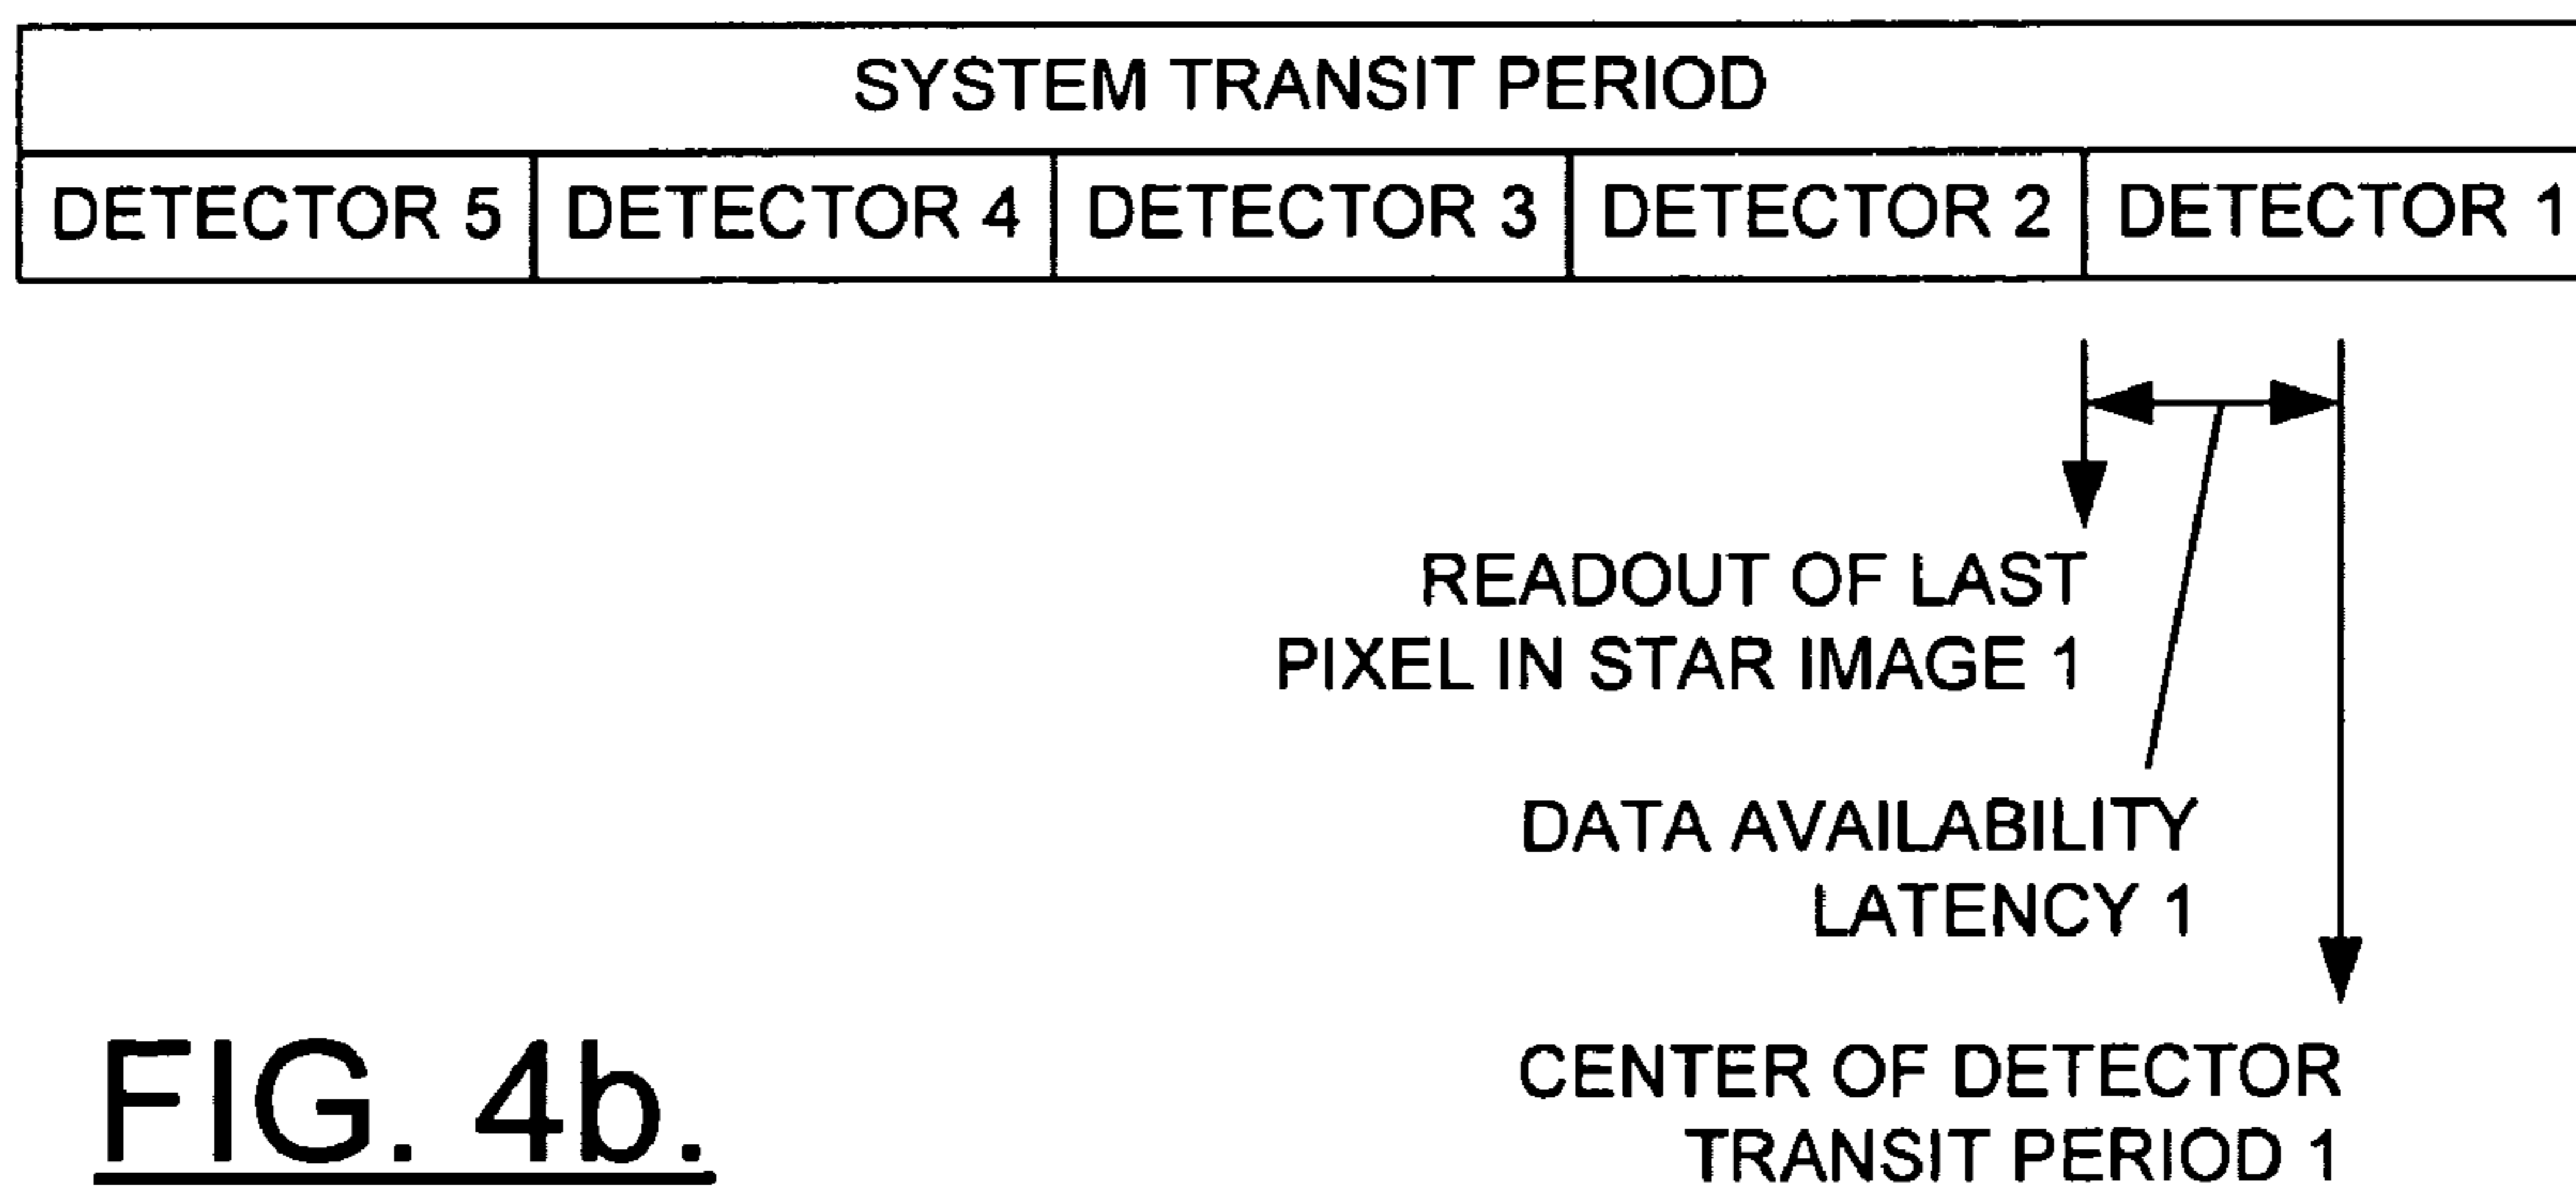 SYSTEM TRANSIT PERIOD
DETECTOR 5 DETECTOR 4 DETECTOR 3 DETECTOR 2 DETECTOR 1
READOUT OF LAST
PIXEL IN STAR IMAGE 1
DATA AVAILABILITY
LATENCY 1
CENTER OF DETECTOR
TRANSIT PERIOD 1
FIG. 4b.